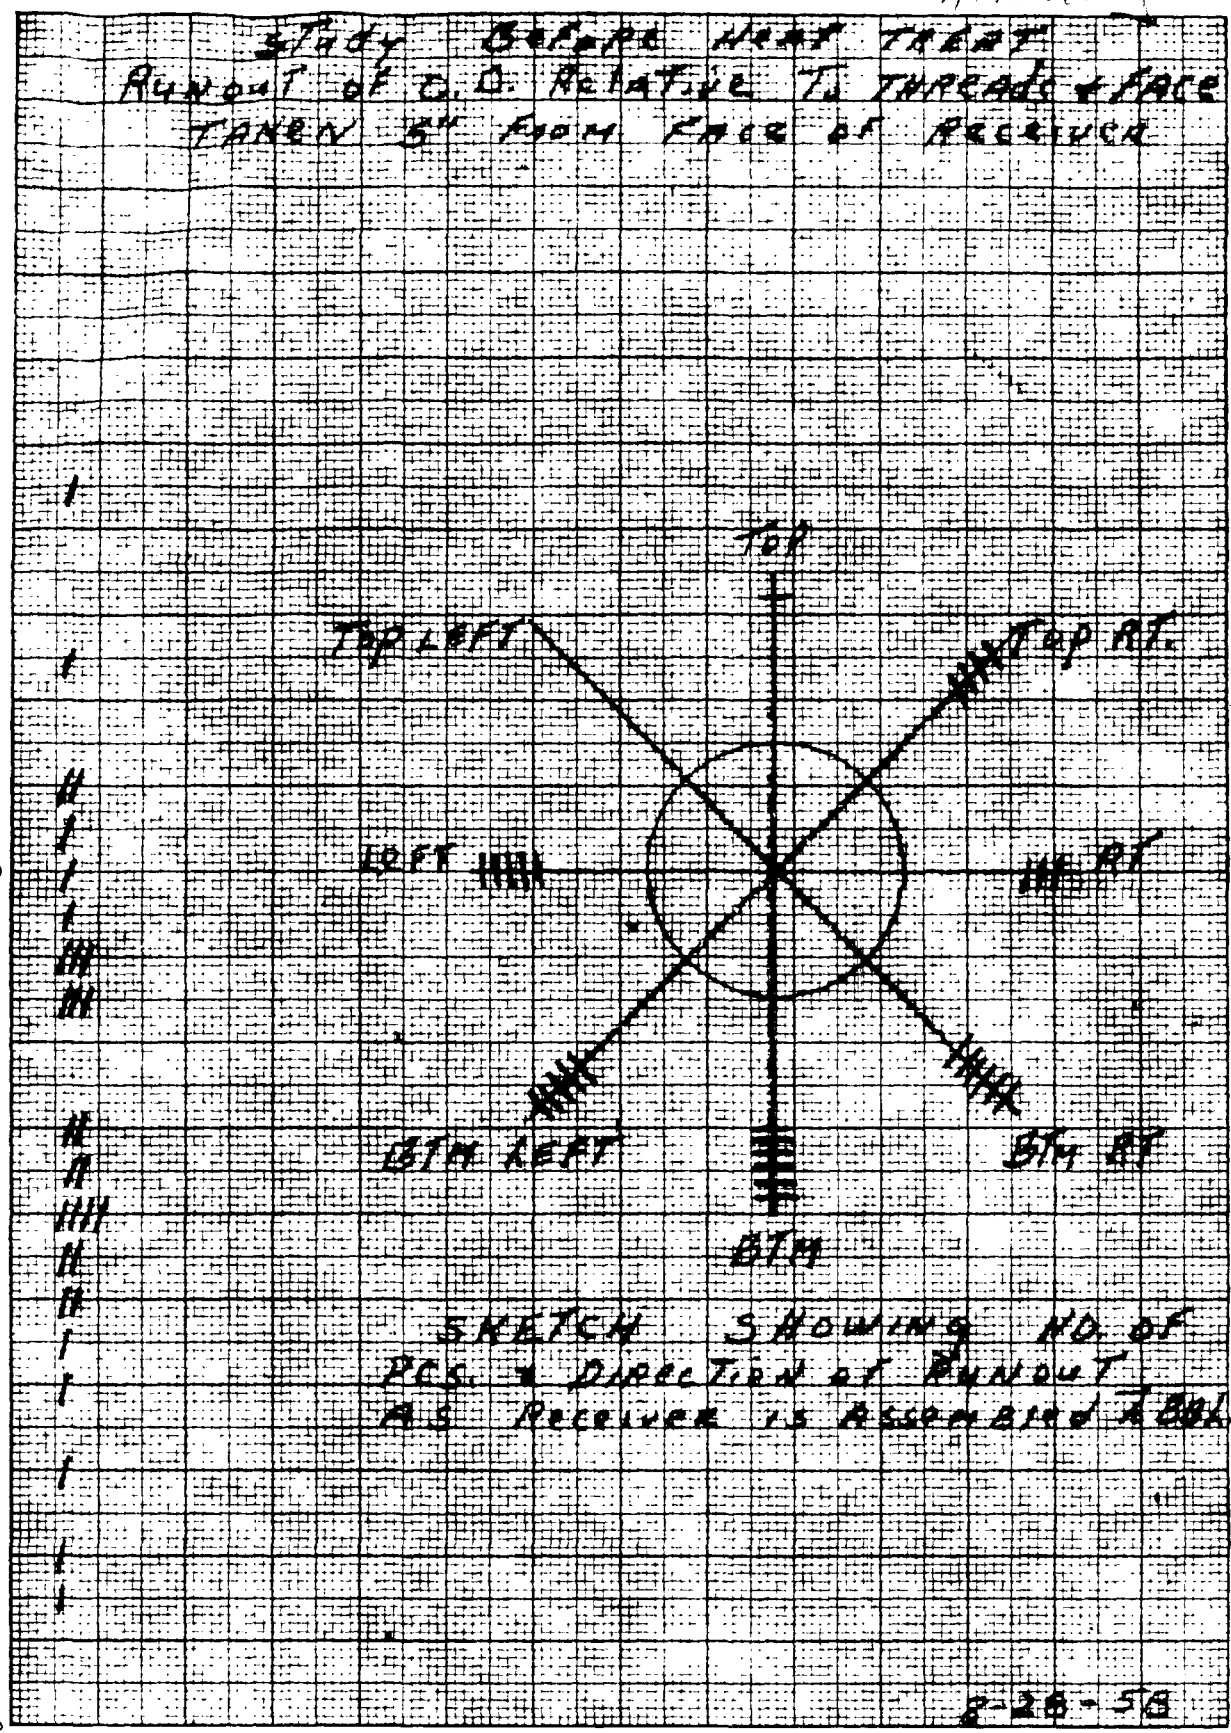 Study Before Heat Treat
Runout of O.D. Relative To THReads & FACE
TAKEN 5" From Face of Receiver
Top
Top LEFT
Top RT.
LEFT
RT
BTM LEFT
BTM RT
BTM
SKETCH SHOWING NO. OF
PCS. & DIRECTION OF RUNOUT
AS Receiver is Assembled BBL
8-28-58